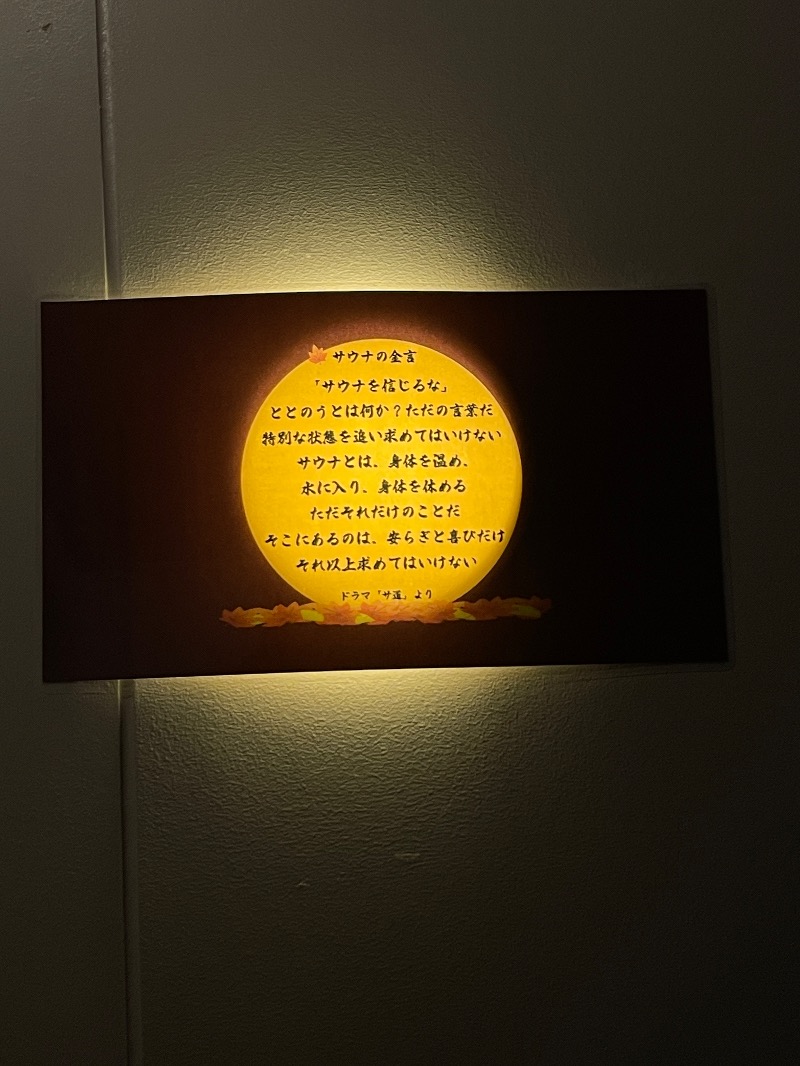 サウナの金言
「サウナを信じるな」
ととのうとは何か？ただの言葉だ
特別な状態を追い求めてはいけない
サウナとは、身体を温め、
水に入り、身体を休める
ただそれだけのことだ
そこにあるのは、安らぎと喜びだけ
それ以上求めてはいけない
ドラマ「サ道」より